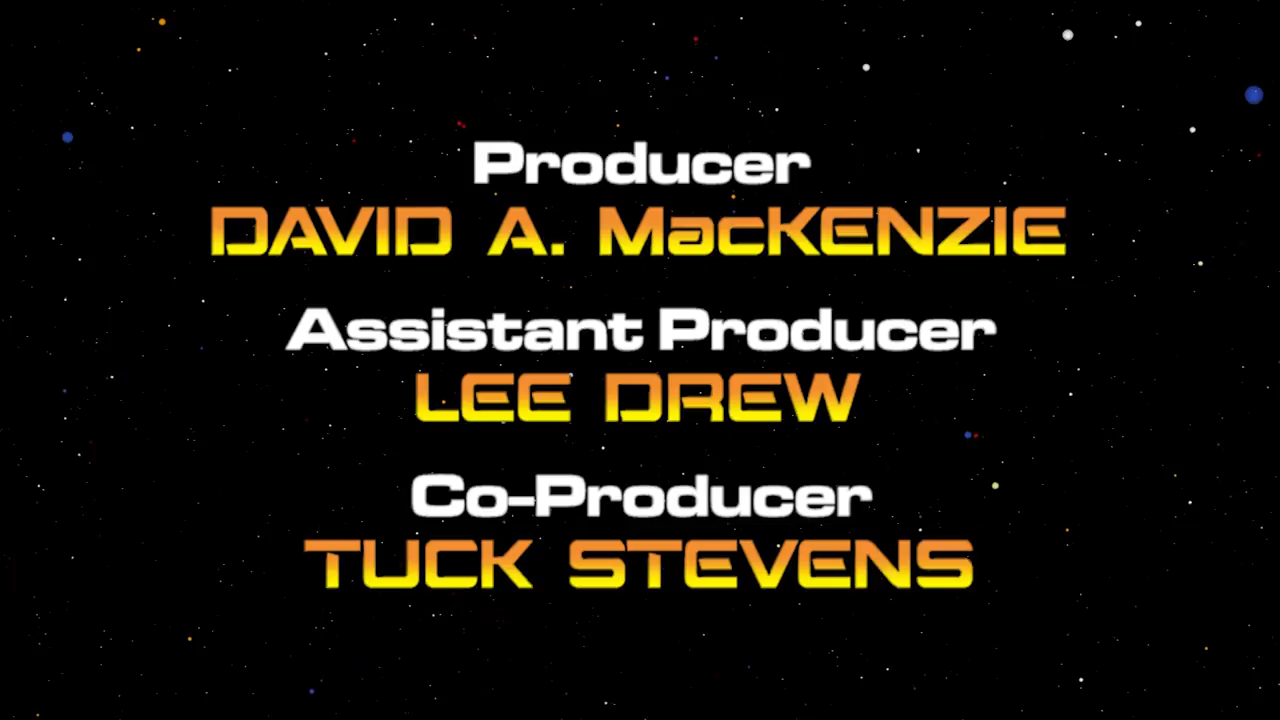 Producer
DAVID A. MacKENZIE
Assistant Producer
LEE DREW
Co-Producer
TUCK STEVENS